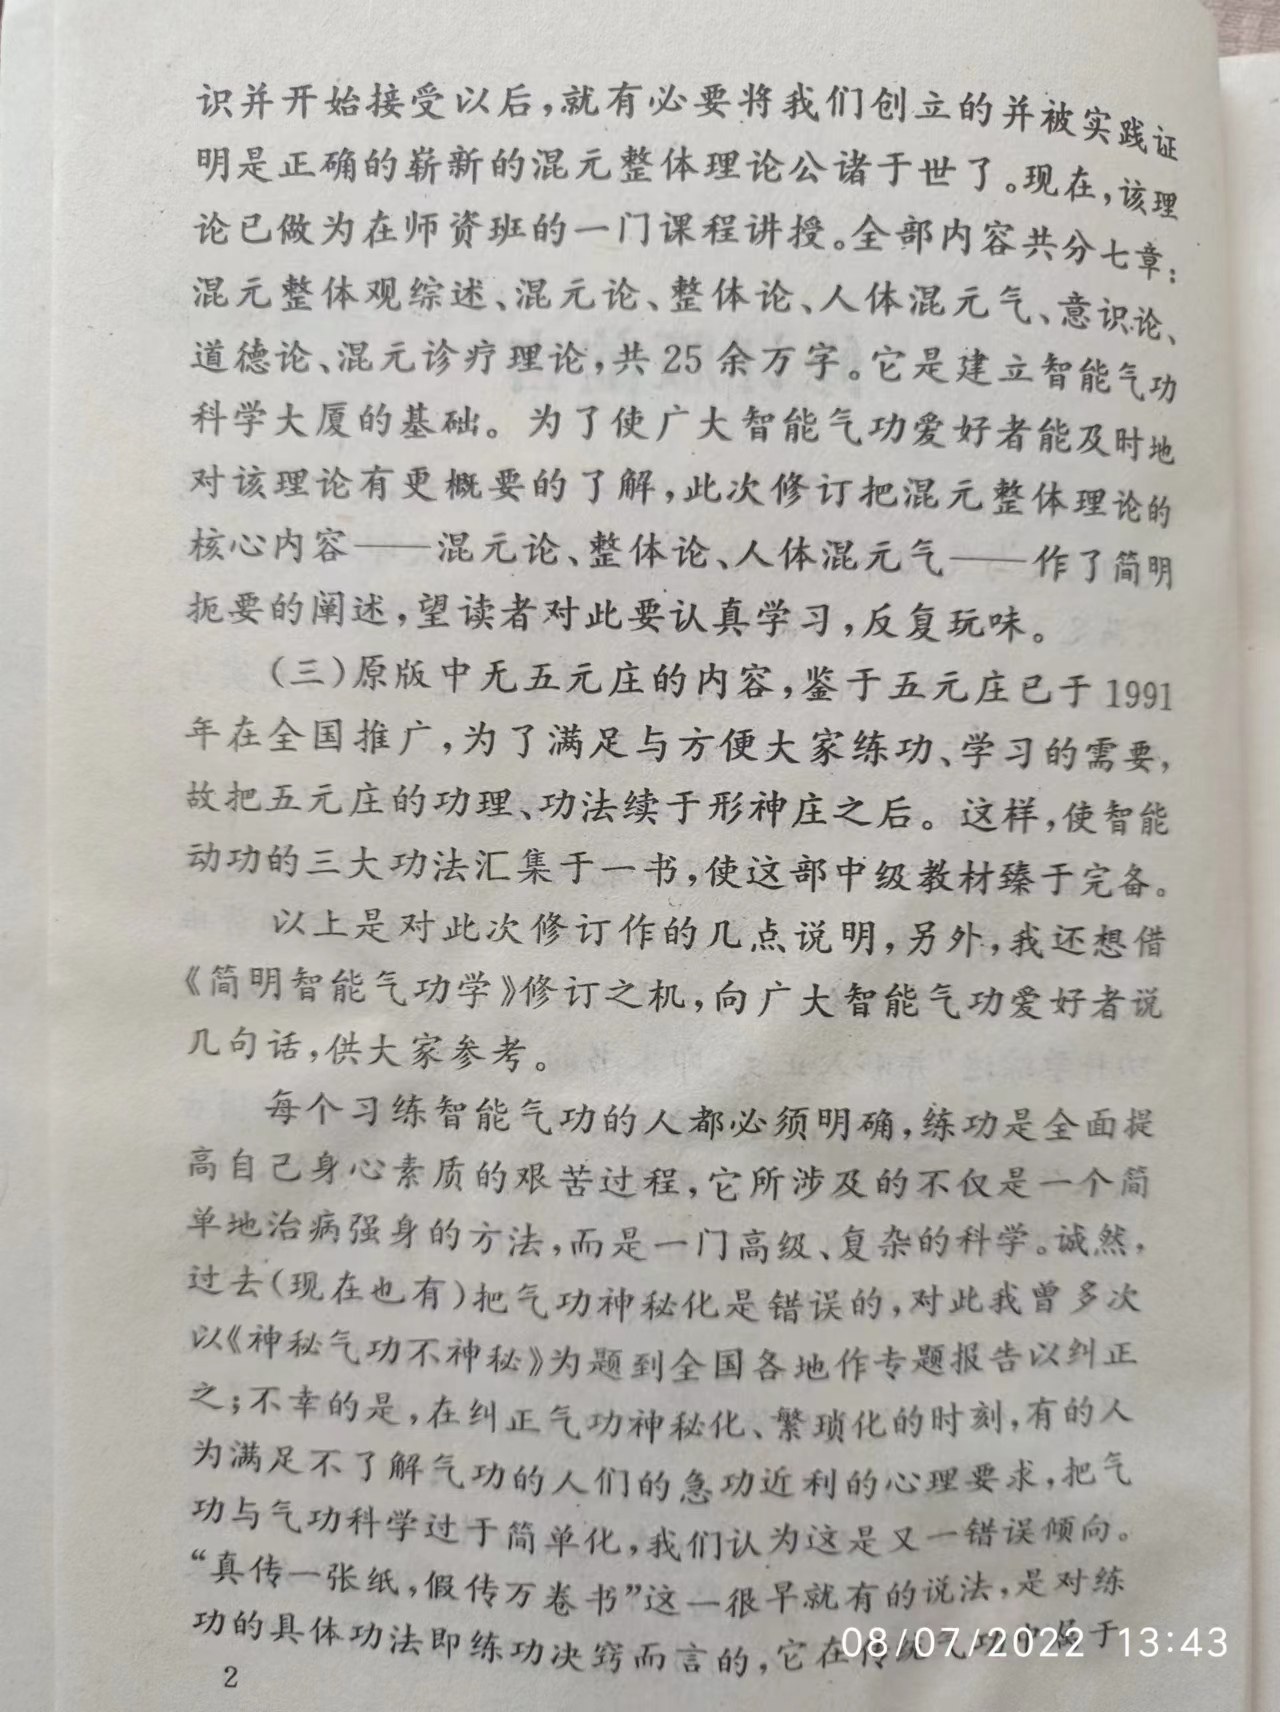 识并开始接受以后，就有必要将我们创立的并被实践证
明是正确的崭新的混元整体理论公诸于世了。现在，该理
论已做为在师资班的一门课程讲授。全部内容共分七章：
混元整体观综述、混元论、整体论、人体混元气、意识论、
道德论、混元诊疗理论，共25余万字。它是建立智能气功
科学大厦的基础。为了使广大智能气功爱好者能及时地
对该理论有更概要的了解，此次修订把混元整体理论的
核心内容——混元论、整体论、人体混元气——作了简明
扼要的阐述，望读者对此要认真学习，反复玩味。
（三）原版中无五元庄的内容，鉴于五元庄已于1991
年在全国推广，为了满足与方便大家练功、学习的需要，
故把五元庄的功理、功法续于形神庄之后。这样，使智能
动功的三大功法汇集于一书，使这部中级教材臻于完备。
以上是对此次修订作的几点说明，另外，我还想借
《简明智能气功学》修订之机，向广大智能气功爱好者说
几句话，供大家参考。
每个习练智能气功的人都必须明确，练功是全面提
高自己身心素质的艰苦过程，它所涉及的不仅是一个简
单地治病强身的方法，而是一门高级、复杂的科学。诚然，
过去（现在也有）把气功神秘化是错误的，对此我曾多次
以《神秘气功不神秘》为题到全国各地作专题报告以纠正
之；不幸的是，在纠正气功神秘化、繁琐化的时刻，有的人
为满足不了解气功的人们的急功近利的心理要求，把气
功与气功科学过于简单化，我们认为这是又一错误倾向。
“真传一张纸，假传万卷书”这一很早就有的说法，是对练
功的具体功法即练功决窍而言的，它在传统气功中于
2
08/07/2022 13:43